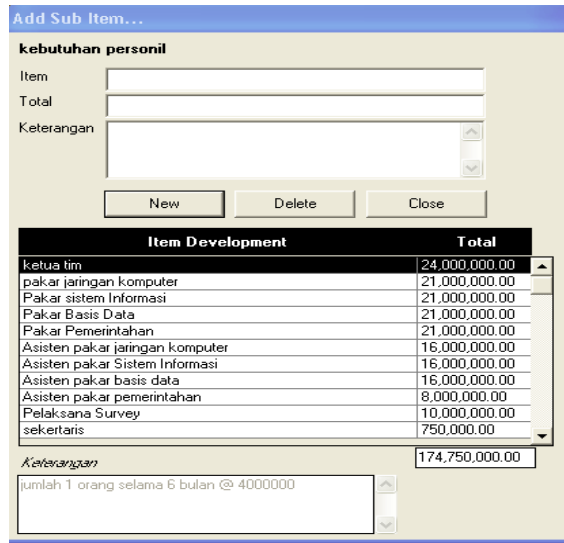 Add Sub Item...
kebutuhan personil
Item
Total
Keterangan
New Delete Close
Item Development Total
ketua tim 24,000,000.00
pakar jaringan komputer 21,000,000.00
Pakar sistem Informasi 21,000,000.00
Pakar Basis Data 21,000,000.00
Pakar Pemerintahan 21,000,000.00
Asisten pakar jaringan komputer 16,000,000.00
Asisten pakar Sistem Informasi 16,000,000.00
Asisten pakar basis data 16,000,000.00
Asisten pakar pemerintahan 8,000,000.00
Pelaksana Survey 10,000,000.00
sekertaris 750,000.00
174,750,000.00
Keterangan
jumlah 1 orang selama 6 bulan @ 4000000